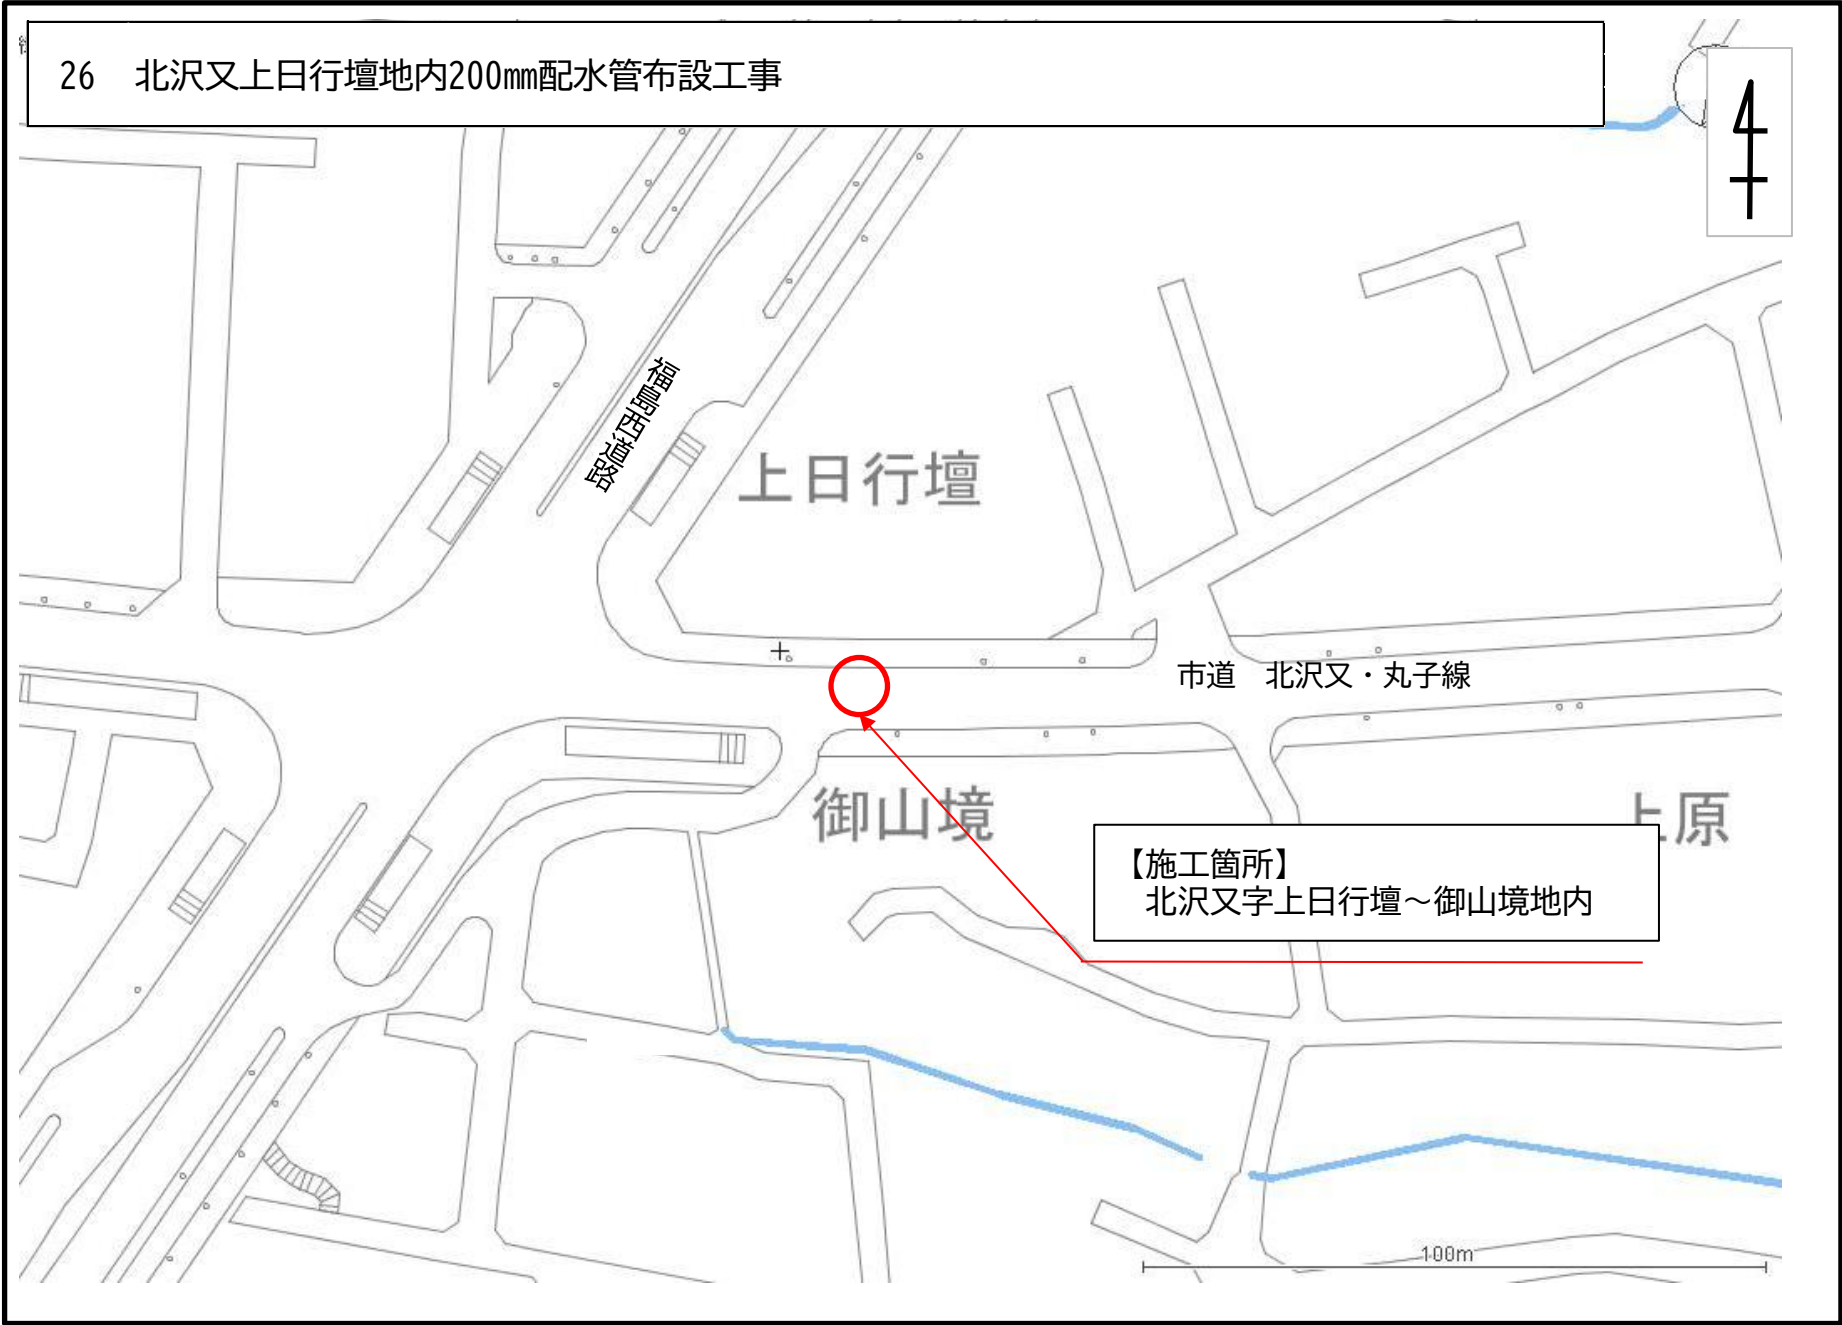 26　北沢又上日行壇地内200㎜配水管布設工事
福島西道路
上日行壇
市道　北沢又・丸子線
御山境
上原
【施工箇所】
北沢又字上日行壇～御山境地内
100m